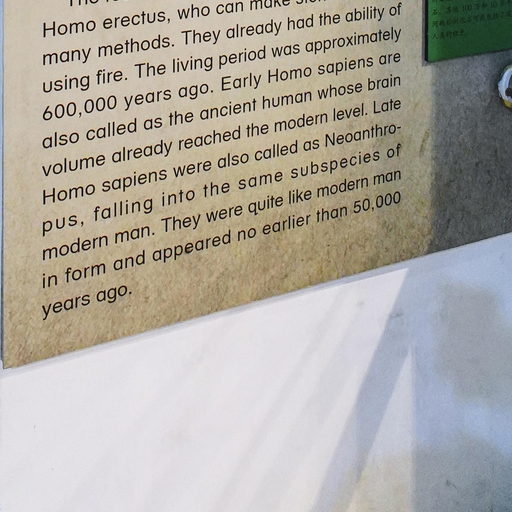 Homo erectus, who can make
many methods. They already had the ability of
using fire. The living period was approximately
600,000 years ago. Early Homo sapiens are
also called as the ancient human whose brain
volume already reached the modern level. Late
Homo sapiens were also called as Neoanthro-
pus, falling into the same subspecies of
modern man. They were quite like modern man
in form and appeared no earlier than 50,000
years ago.